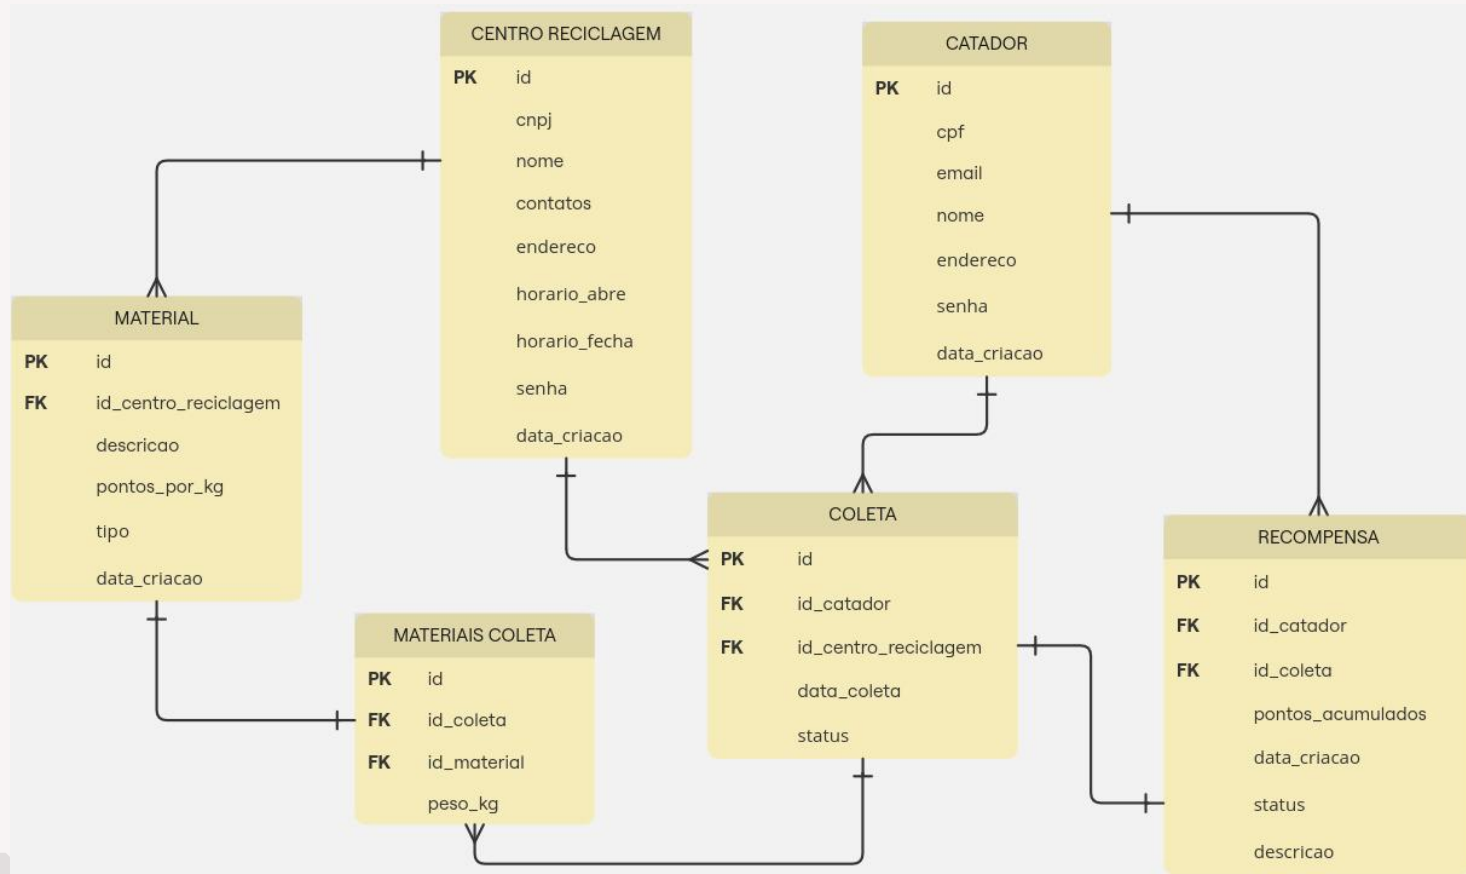 CENTRO RECICLAGEM
PK id
cnpj
nome
contatos
endereco
horario_abre
horario_fecha
senha
data_criacao
CATADOR
PK id
cpf
email
nome
endereco
senha
data_criacao
MATERIAL
PK id
FK id_centro_reciclagem
descricao
pontos_por_kg
tipo
data_criacao
MATERIAIS COLETA
PK id
FK id_coleta
FK id_material
peso_kg
COLETA
PK id
FK id_catador
FK id_centro_reciclagem
data_coleta
status
RECOMPENSA
PK id
FK id_catador
FK id_coleta
pontos_acumulados
data_criacao
status
descricao